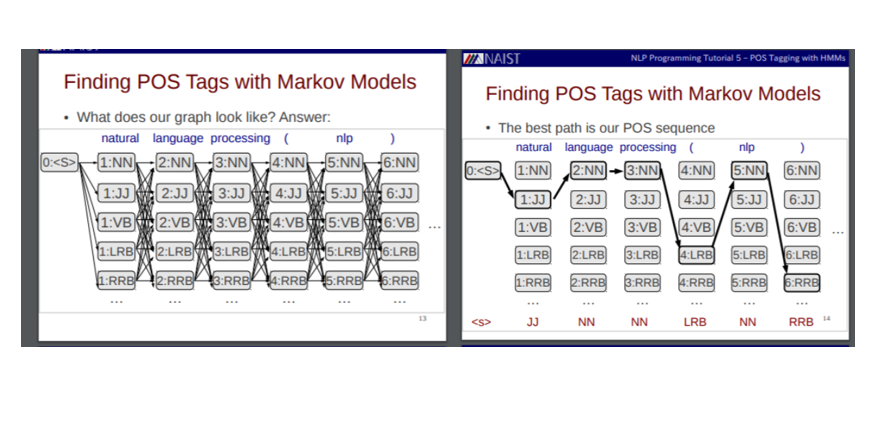 Finding POS Tags with Markov Models
• What does our graph look like? Answer:
natural language processing ( nlp )
0:<S> 1:NN 2:NN 3:NN 4:NN 5:NN 6:NN
1:JJ 2:JJ 3:JJ 4:JJ 5:JJ 6:JJ
1:VB 2:VB 3:VB 4:VB 5:VB 6:VB ...
1:LRB 2:LRB 3:LRB 4:LRB 5:LRB 6:LRB
1:RRB 2:RRB 3:RRB 4:RRB 5:RRB 6:RRB
... ... ... ... ... ...
13
NAIST NLP Programming Tutorial 5 – POS Tagging with HMMs
Finding POS Tags with Markov Models
• The best path is our POS sequence
natural language processing ( nlp )
0:<S> 1:NN 2:NN 3:NN 4:NN 5:NN 6:NN
1:JJ 2:JJ 3:JJ 4:JJ 5:JJ 6:JJ
1:VB 2:VB 3:VB 4:VB 5:VB 6:VB ...
1:LRB 2:LRB 3:LRB 4:LRB 5:LRB 6:LRB
1:RRB 2:RRB 3:RRB 4:RRB 5:RRB 6:RRB
... ... ... ... ... ...
<s> JJ NN NN LRB NN RRB 14